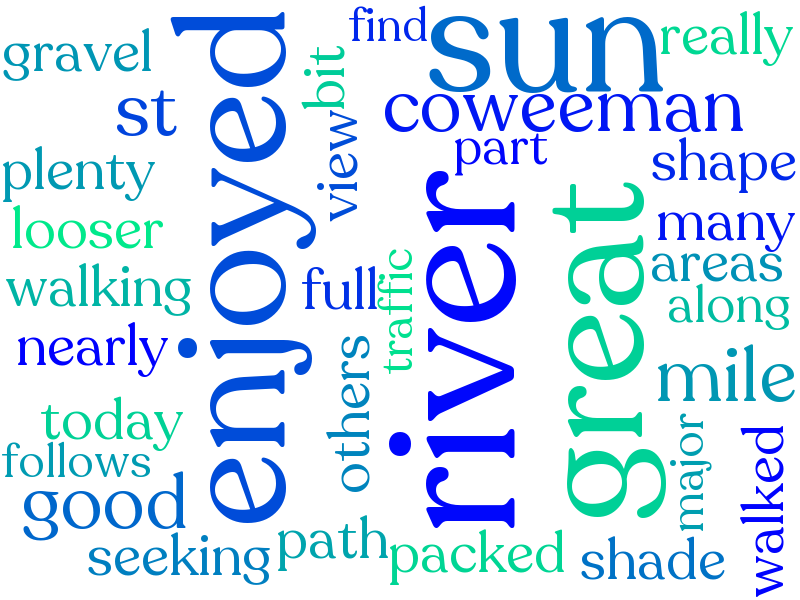 gravel
find
sun
really
st
enjoyed
bit
coweeman
part
view
shape
plenty
river
great
many
looser
areas
walking
full
traffic
along
nearly
others
mile
today
follows
good
major
walked
seeking
path
packed
shade